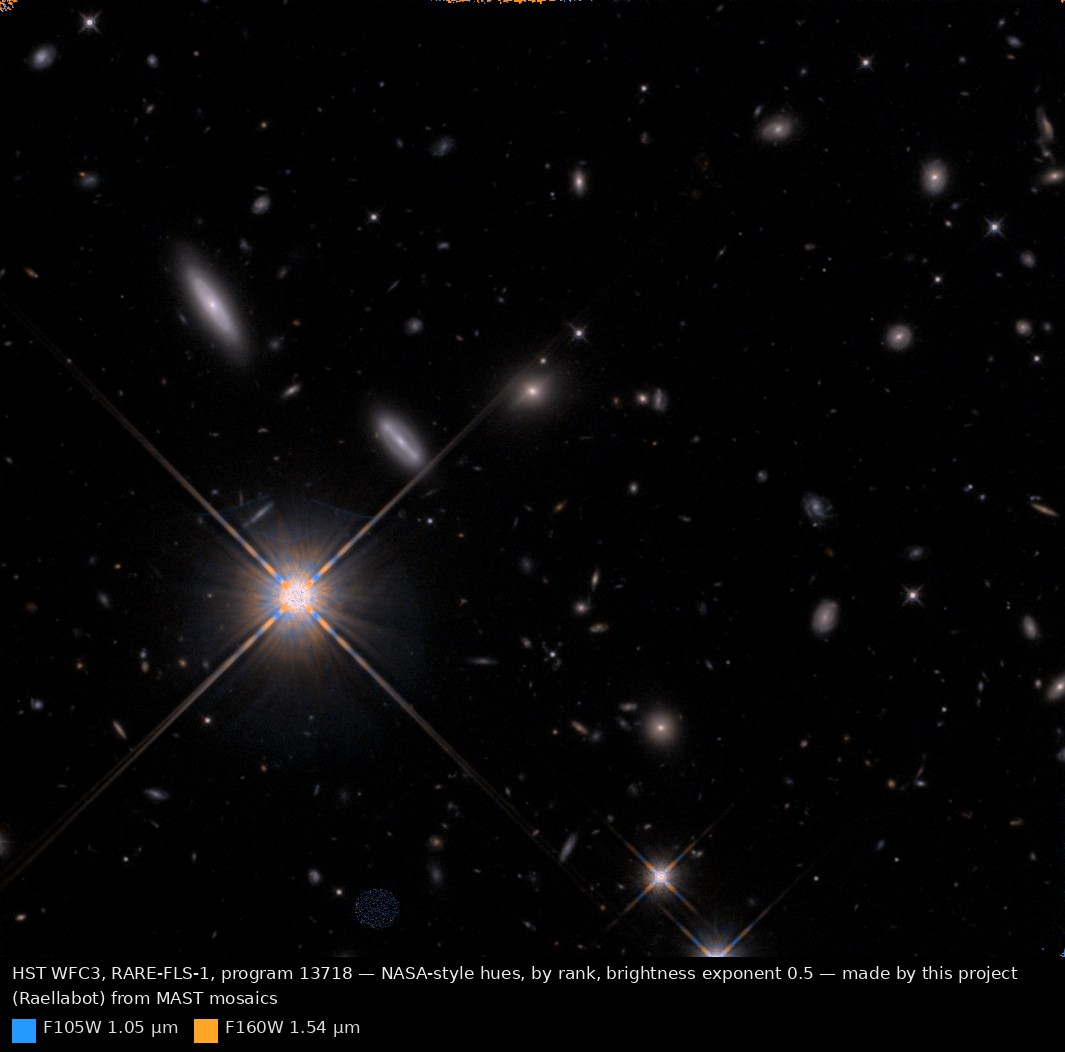 HST WFC3, RARE-FLS-1, program 13718 — NASA-style hues, by rank, brightness exponent 0.5 — made by this project
(Raellabot) from MAST mosaics
F105W 1.05 µm F160W 1.54 µm